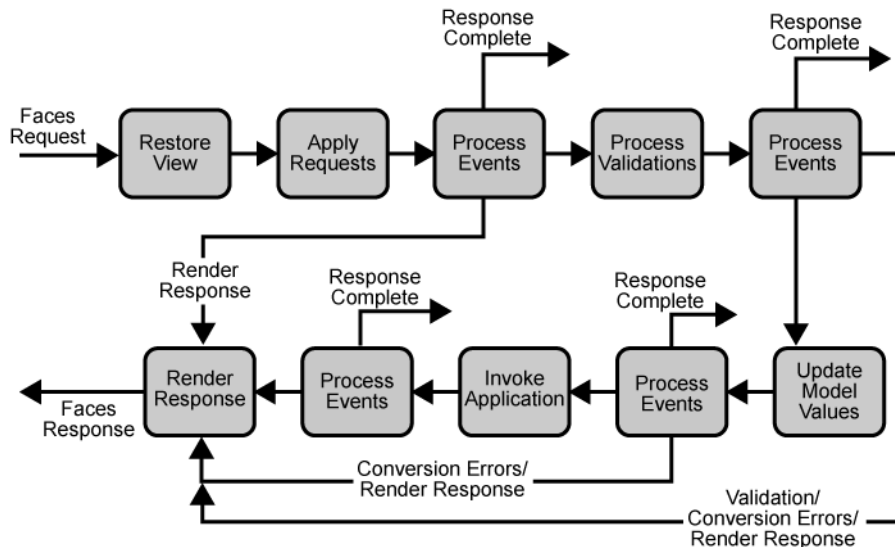 Response
Complete
Response
Complete
Faces
Request
Restore
View
Apply
Requests
Process
Events
Process
Validations
Process
Events
Render
Response
Response
Complete
Response
Complete
Render
Response
Process
Events
Invoke
Application
Process
Events
Update
Model
Values
Faces
Response
Conversion Errors/
Render Response
Validation/
Conversion Errors/
Render Response